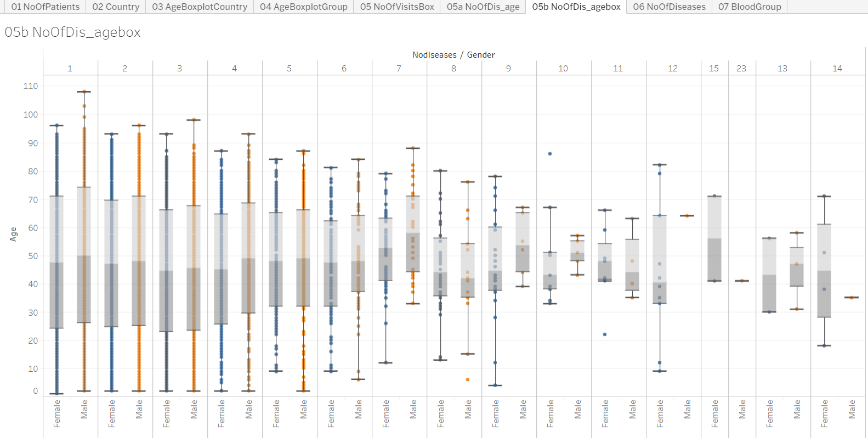 01 NoOfPatients 02 Country 03 AgeBoxplotCountry 04 AgeBoxplotGroup 05 NoOfVisitsBox 05a NoOfDis_age 05b NoOfDis_agebox 06 NoOfDiseases 07 BloodGroup
05b NoOfDis_agebox
NodIseases / Gender
1 2 3 4 5 6 7 8 9 10 11 12 15 23 13 14
110
100
90
80
70
60
50
40
30
20
10
0
Age
Female Male Female Male Female Male Female Male Female Male Female Male Female Male Female Male Female Male Female Male Female Male Female Male Female Male Female Male Female Male